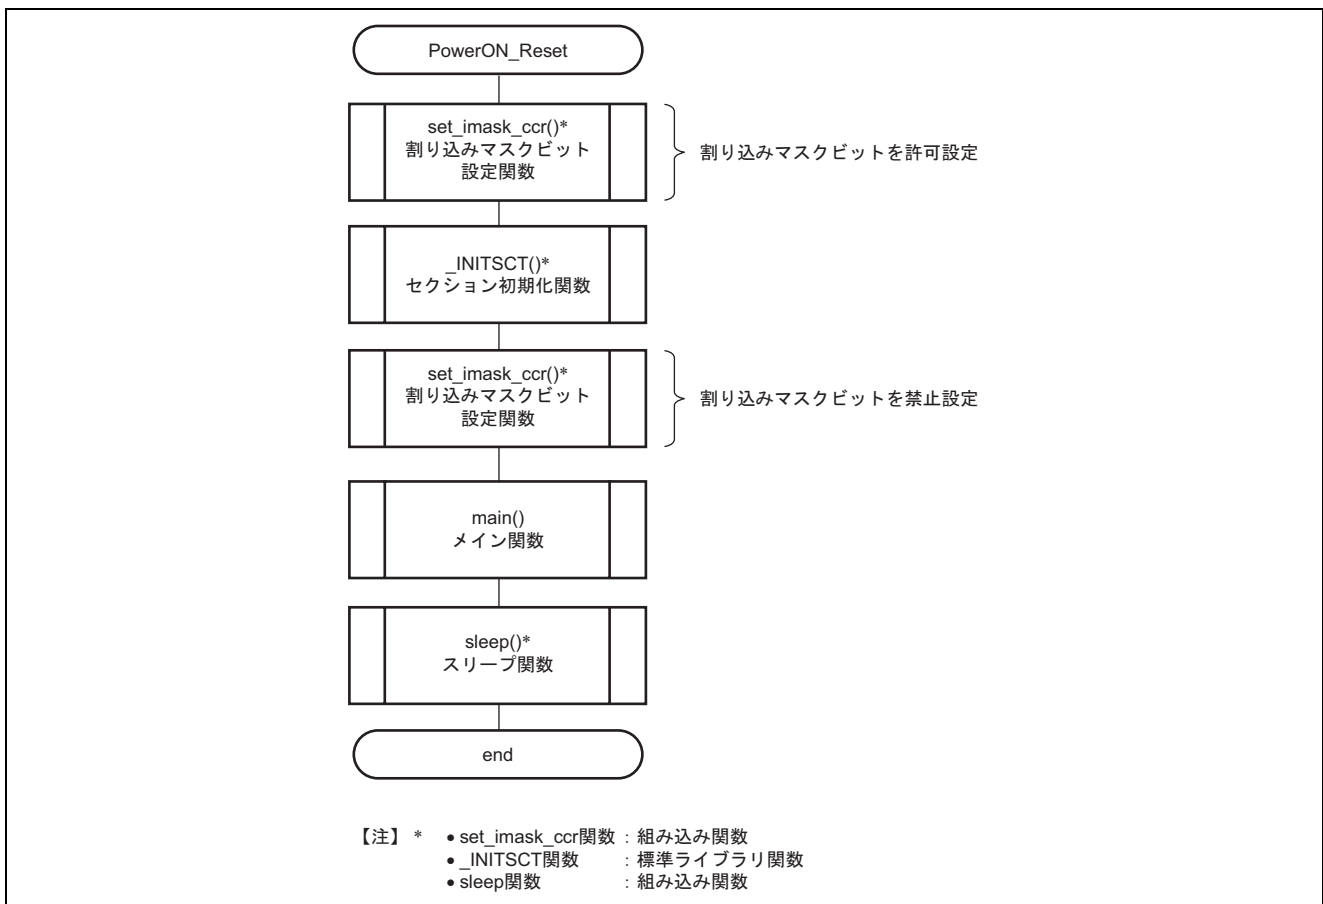 PowerON_Reset
set_imask_ccr()*
割り込みマスクビット
設定関数
割り込みマスクビットを許可設定
_INITSCT()*
セクション初期化関数
set_imask_ccr()*
割り込みマスクビット
設定関数
割り込みマスクビットを禁止設定
main()
メイン関数
sleep()*
スリープ関数
end
【注】 * • set_imask_ccr関数 : 組み込み関数
• _INITSCT関数 : 標準ライブラリ関数
• sleep関数 : 組み込み関数